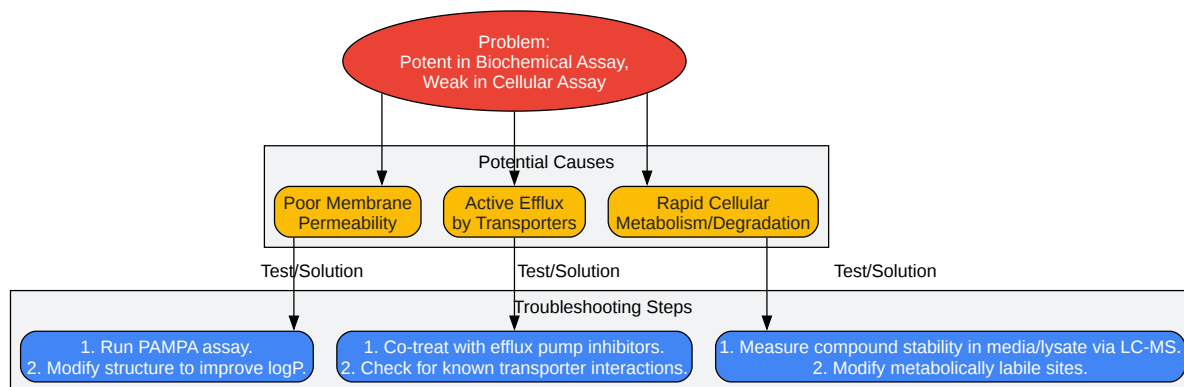 Problem:
Potent in Biochemical Assay,
Weak in Cellular Assay
Potential Causes
Poor Membrane
Permeability
Active Efflux
by Transporters
Rapid Cellular
Metabolism/Degradation
Test/Solution
Test/Solution
Test/Solution
Troubleshooting Steps
1. Run PAMPA assay.
2. Modify structure to improve logP.
1. Co-treat with efflux pump inhibitors.
2. Check for known transporter interactions.
1. Measure compound stability in media/lysate via LC-MS.
2. Modify metabolically labile sites.